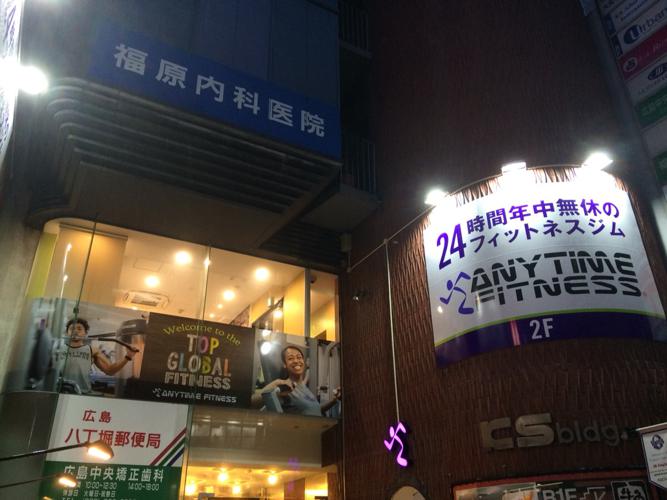 福原内科医院
24時間年中無休の
フィットネスジム
ANYTIME
FITNESS
2F
Welcome to the
TOP
GLOBAL
FITNESS
ANYTIME FITNESS
広島
八丁堀郵便局
広島中央矯正歯科
CS bldg.
Urban
B1F